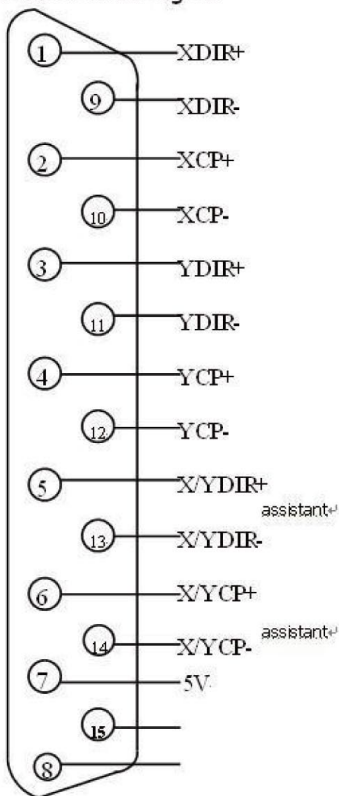 1 XDIR+
9 XDIR-
2 XCP+
10 XCP-
3 YDIR+
11 YDIR-
4 YCP+
12 YCP-
5 X/YDIR+
assistant↵
13 X/YDIR-
6 X/YCP+
14 X/YCP- assistant↵
7 5V
15
8